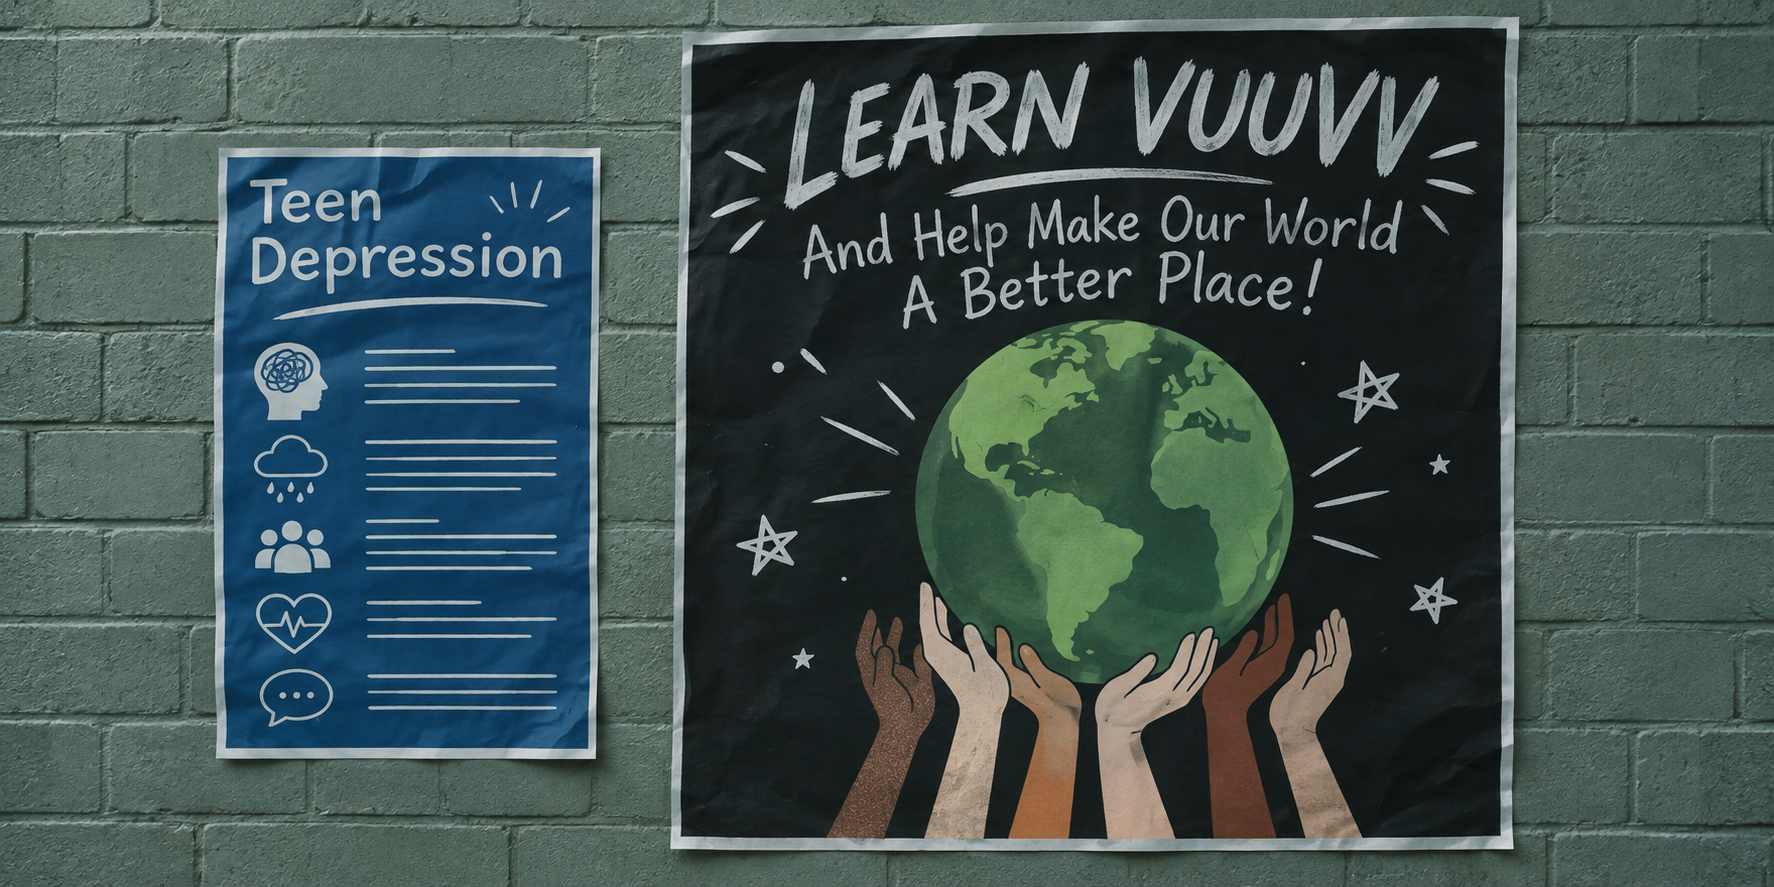 Teen
Depression
LEARN VUUVV
And Help Make Our World
A Better Place!